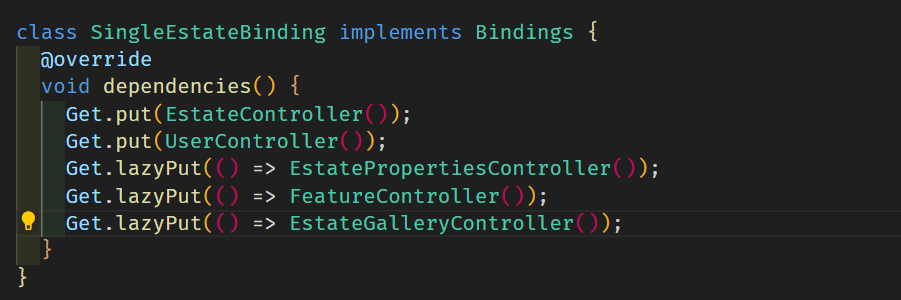 class SingleEstateBinding implements Bindings {
@override
void dependencies() {
Get.put(EstateController());
Get.put(UserController());
Get.lazyPut(() => EstatePropertiesController());
Get.lazyPut(() => FeatureController());
Get.lazyPut(() => EstateGalleryController());
}
}